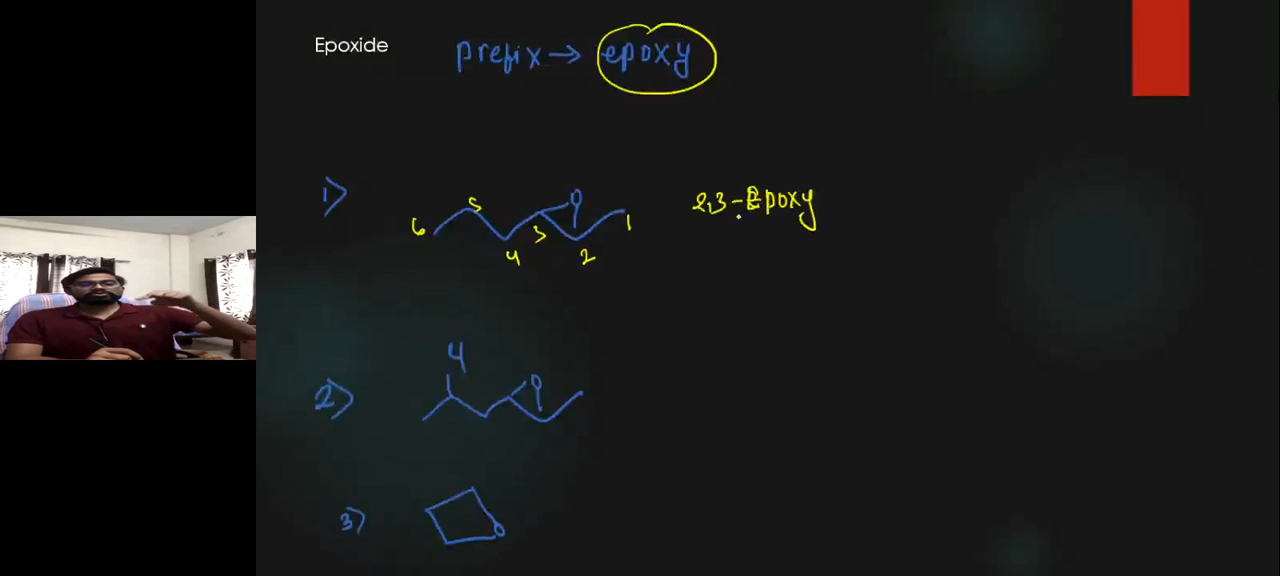 Epoxide
prefix → epoxy
1)
O
6 5 4 3 2 1
2,3-Epoxy
2)
4
O
3)
O